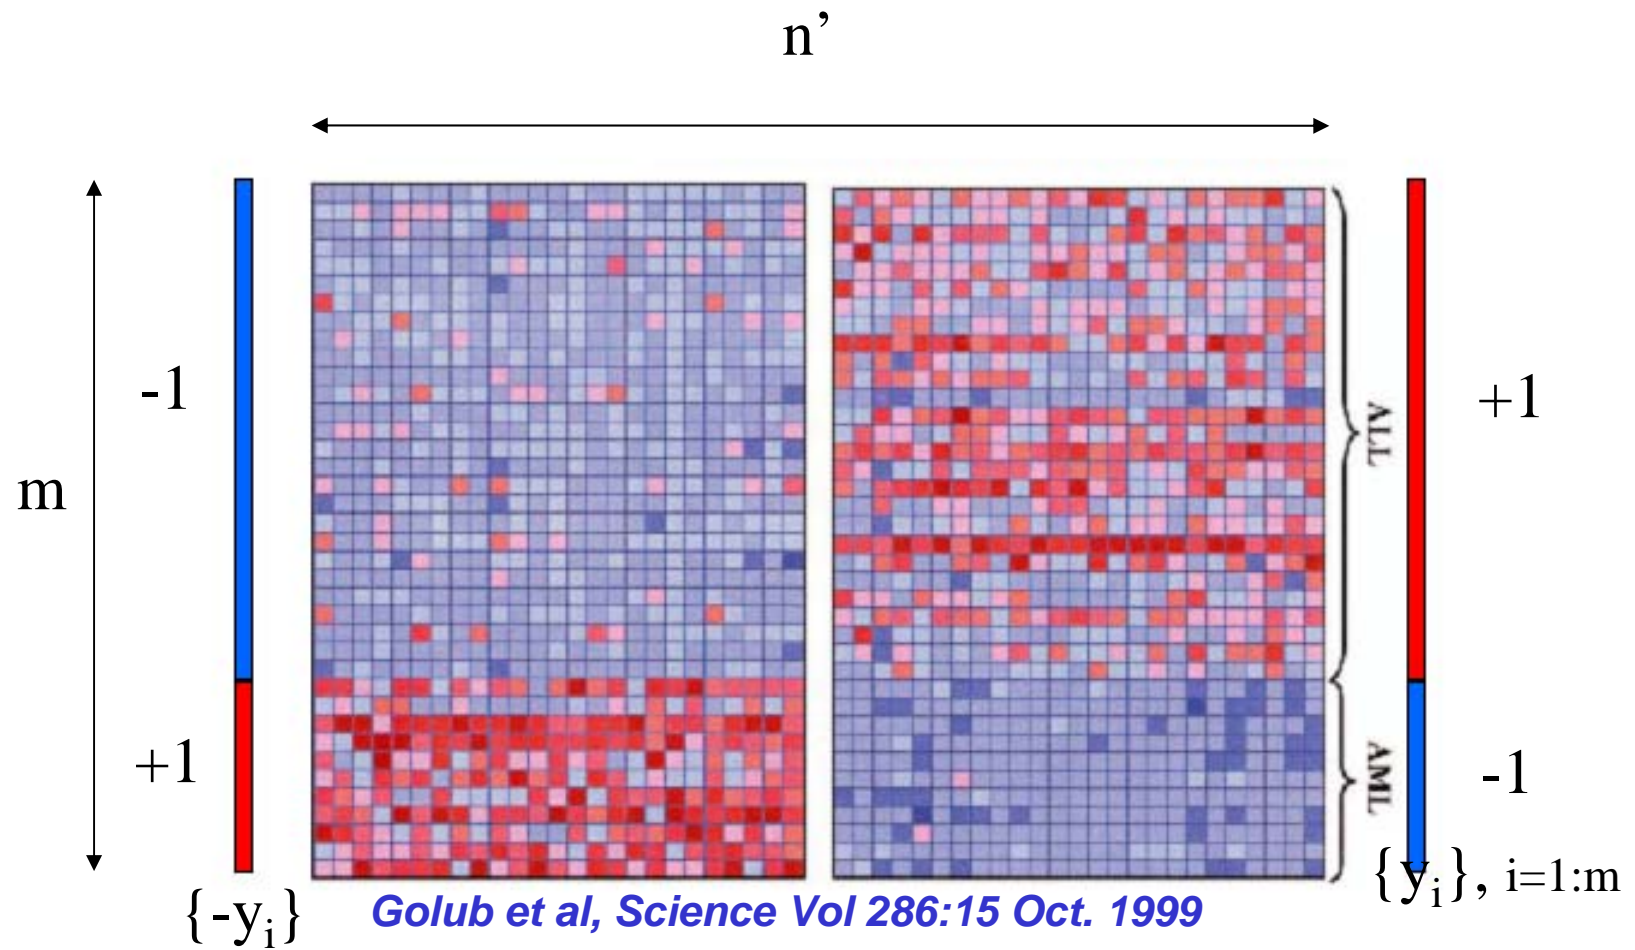 n’
-1
+1
ALL
m
+1
AML
-1
{yᵢ}, i=1:m
{-yᵢ}
Golub et al, Science Vol 286:15 Oct. 1999